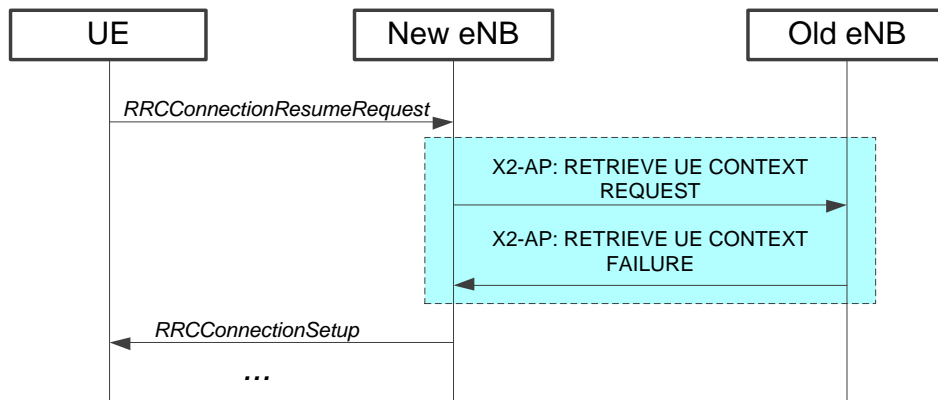 UE
New eNB
Old eNB
RRCConnectionResumeRequest
X2-AP: RETRIEVE UE CONTEXT
REQUEST
X2-AP: RETRIEVE UE CONTEXT
FAILURE
RRCConnectionSetup
...